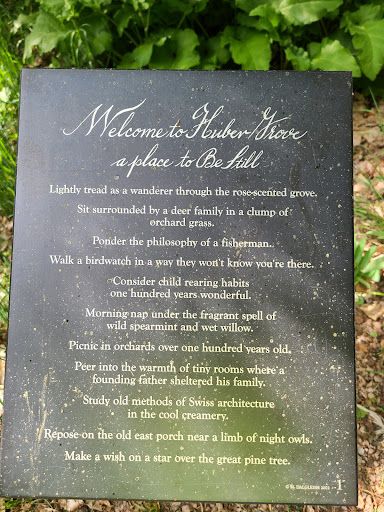 Welcome to Huber Grove
a place to Be Still
Lightly tread as a wanderer through the rose-scented grove.
Sit surrounded by a deer family in a clump of
orchard grass.
Ponder the philosophy of a fisherman.
Walk a birdwatch in a way they won't know you're there.
Consider child rearing habits
one hundred years wonderful.
Morning nap under the fragrant spell of
wild spearmint and wet willow.
Picnic in orchards over one hundred years old.
Peer into the warmth of tiny rooms where a
founding father sheltered his family.
Study old methods of Swiss architecture
in the cool creamery.
Repose on the old east porch near a limb of night owls.
Make a wish on a star over the great pine tree.
1